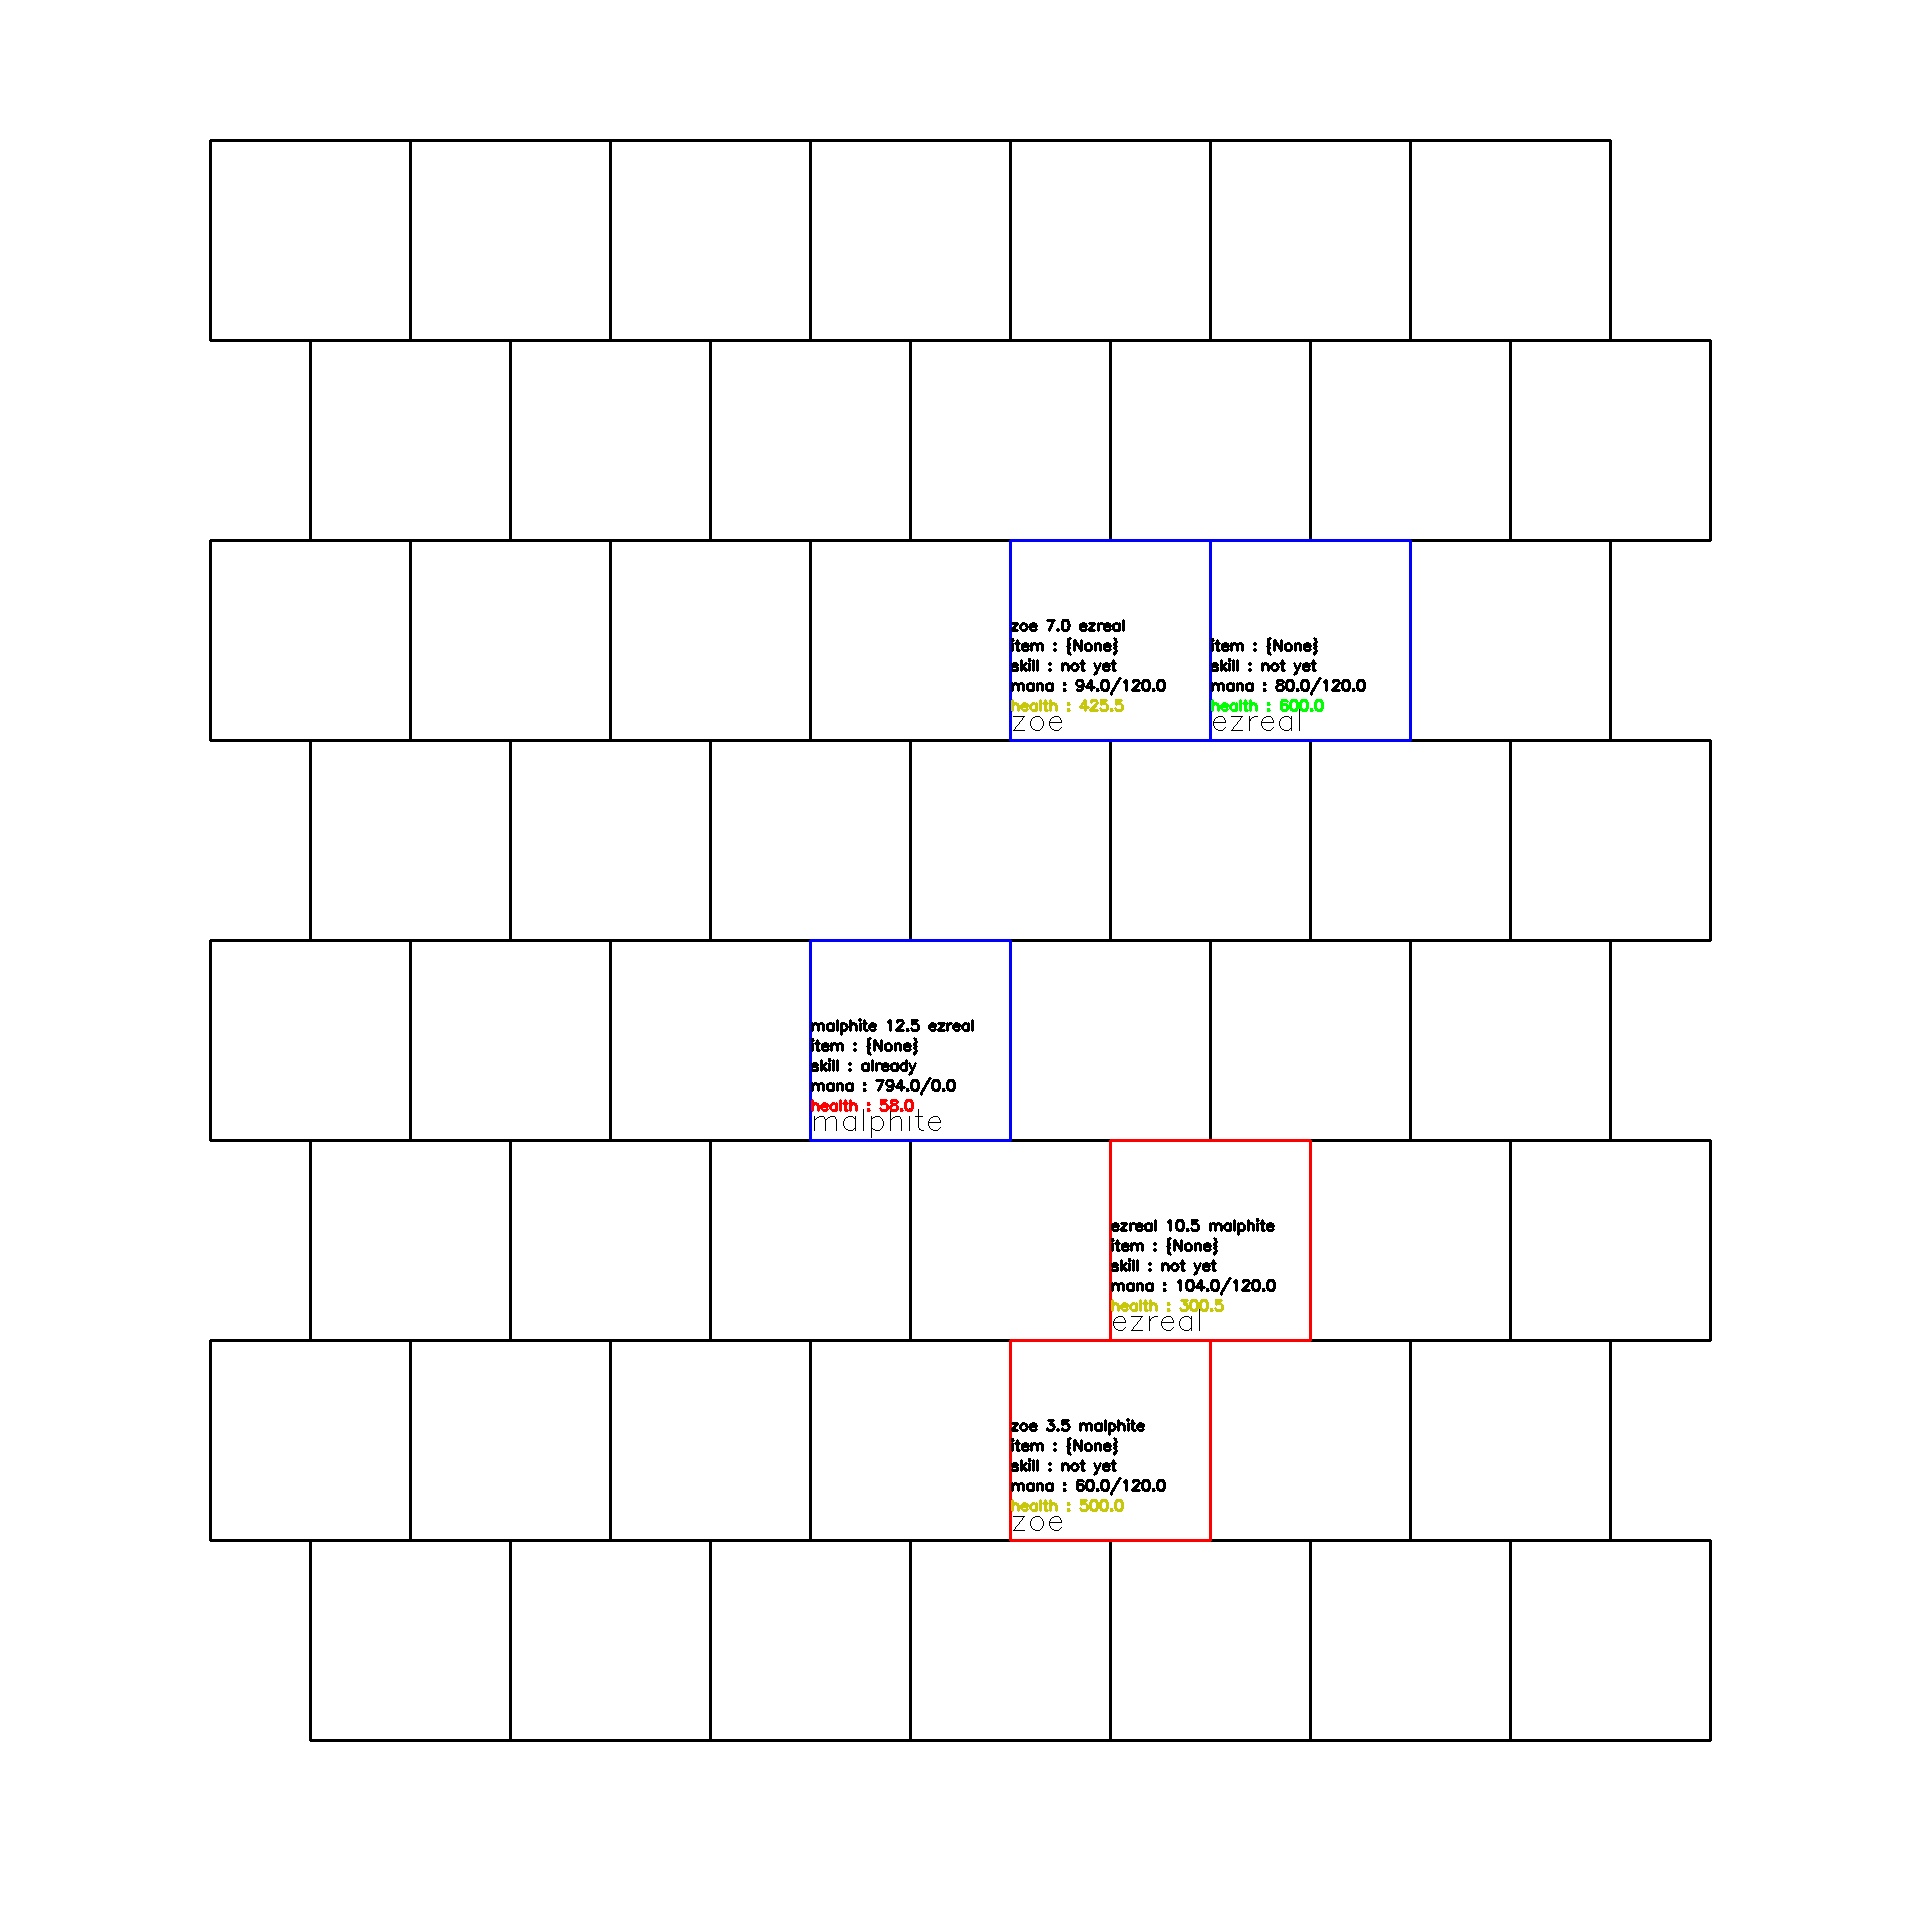 zoe 7.0 ezreal
item : {None}
skill : not yet
mana : 94.0/120.0
health : 425.5
zoe
item : {None}
skill : not yet
mana : 80.0/120.0
health : 600.0
ezreal
malphite 12.5 ezreal
item : {None}
skill : already
mana : 794.0/0.0
health : 58.0
malphite
ezreal 10.5 malphite
item : {None}
skill : not yet
mana : 104.0/120.0
health : 300.5
ezreal
zoe 3.5 malphite
item : {None}
skill : not yet
mana : 60.0/120.0
health : 500.0
zoe